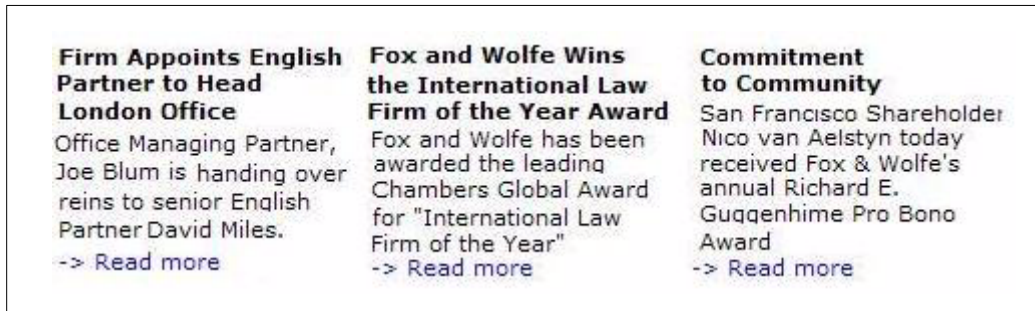 Firm Appoints English
Partner to Head
London Office
Office Managing Partner,
Joe Blum is handing over
reins to senior English
Partner David Miles.
-> Read more
Fox and Wolfe Wins
the International Law
Firm of the Year Award
Fox and Wolfe has been
awarded the leading
Chambers Global Award
for "International Law
Firm of the Year"
-> Read more
Commitment
to Community
San Francisco Shareholder
Nico van Aelstyn today
received Fox & Wolfe's
annual Richard E.
Guggenhime Pro Bono
Award
-> Read more